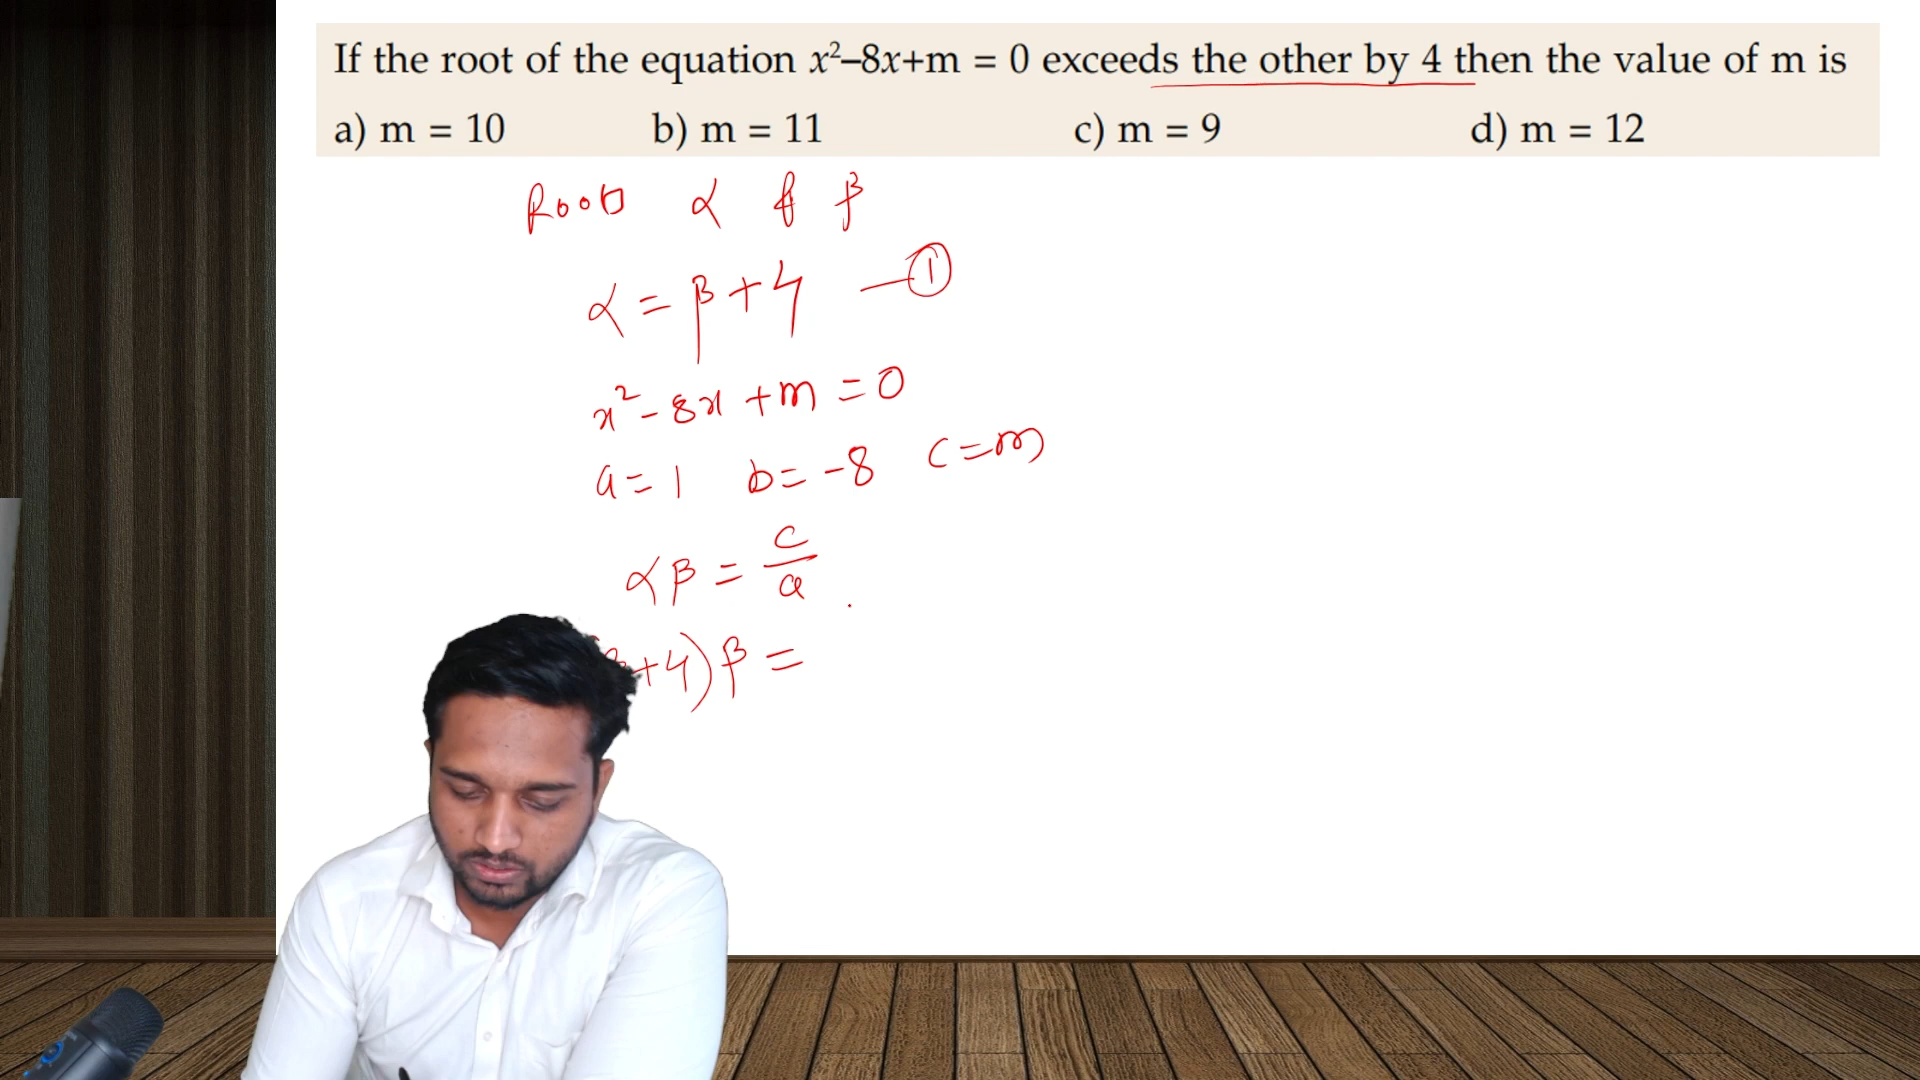 If the root of the equation x²–8x+m = 0 exceeds the other by 4 then the value of m is
a) m = 10 b) m = 11 c) m = 9 d) m = 12
Roots α & β
α = β + 4 —①
x² - 8x + m = 0
a = 1 b = -8 c = m
αβ = c/a
+4)β =